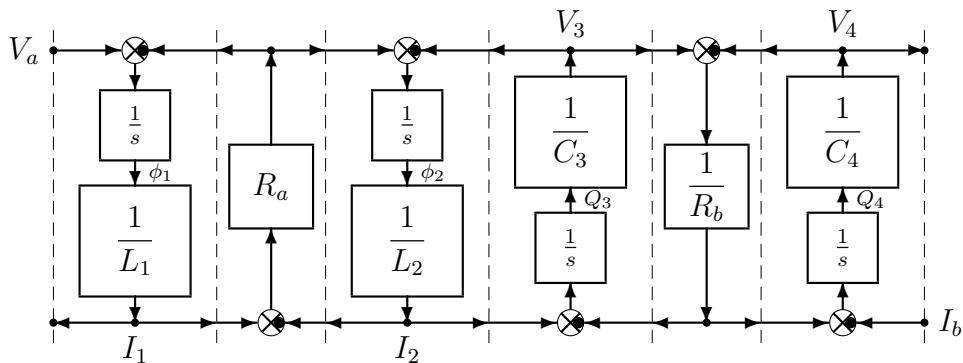 V_a V_3 V_4
1/s 1/s 1/C_3 1/C_4
ϕ_1 R_a ϕ_2 Q_3 1/R_b Q_4
1/L_1 1/L_2 1/s 1/s
I_1 I_2 I_b